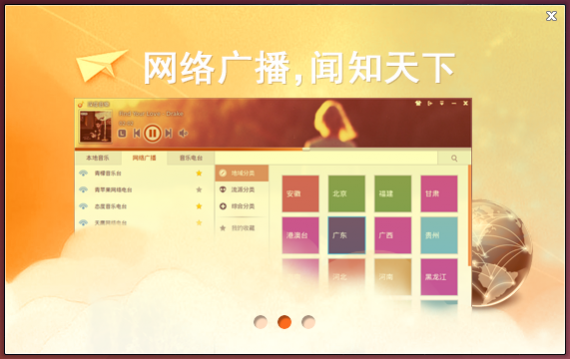 网络广播,闻知天下
本地音乐
网络广播
音乐电台
青檬音乐台
青苹果网络电台
态度音乐电台
地域分类
流派分类
综合分类
我的收藏
安徽
北京
福建
甘肃
港澳台
广东
广西
贵州
河北
河南
黑龙江